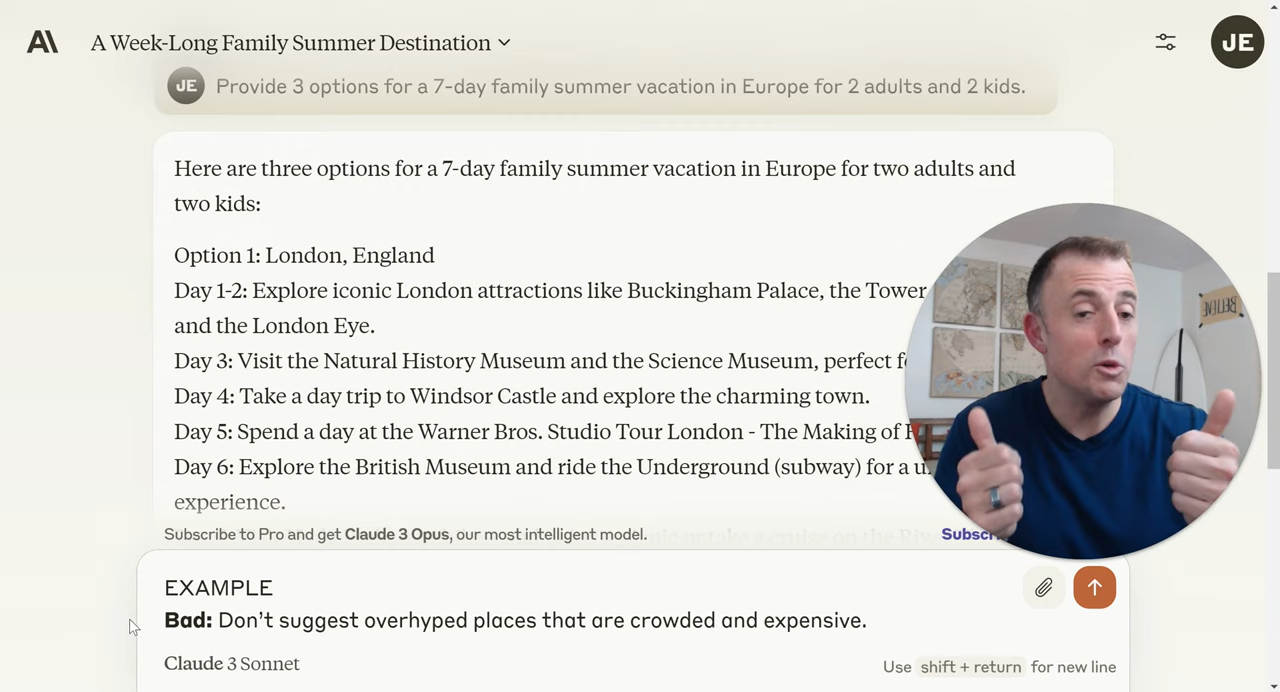 A\
A Week-Long Family Summer Destination
JE
JE
Provide 3 options for a 7-day family summer vacation in Europe for 2 adults and 2 kids.
Here are three options for a 7-day family summer vacation in Europe for two adults and
two kids:
Option 1: London, England
Day 1-2: Explore iconic London attractions like Buckingham Palace, the Tower
and the London Eye.
Day 3: Visit the Natural History Museum and the Science Museum, perfect
Day 4: Take a day trip to Windsor Castle and explore the charming town.
Day 5: Spend a day at the Warner Bros. Studio Tour London - The Making of
Day 6: Explore the British Museum and ride the Underground (subway) for a
experience.
BELIEVE
Subscribe to Pro and get Claude 3 Opus, our most intelligent model.
or take a cruise on the
EXAMPLE
Bad: Don’t suggest overhyped places that are crowded and expensive.
Claude 3 Sonnet
Use shift + return for new line